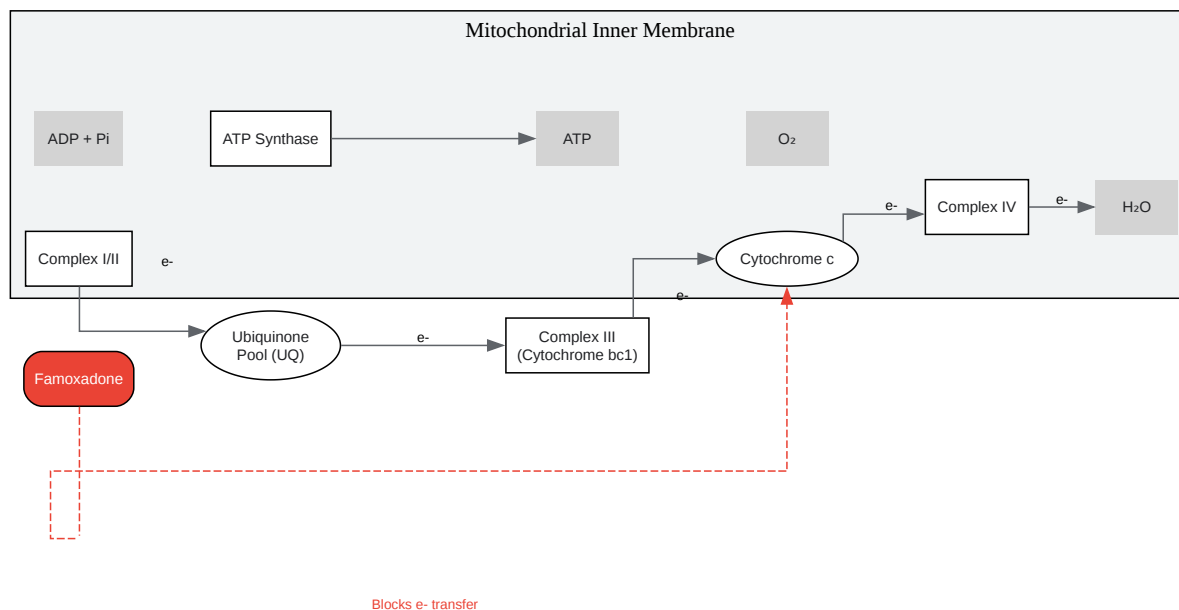 Mitochondrial Inner Membrane
ADP + Pi
ATP Synthase
ATP
O₂
Complex IV
e-
e-
H₂O
Complex I/II
e-
Cytochrome c
e-
Ubiquinone
Pool (UQ)
e-
Complex III
(Cytochrome bc1)
Famoxadone
Blocks e- transfer